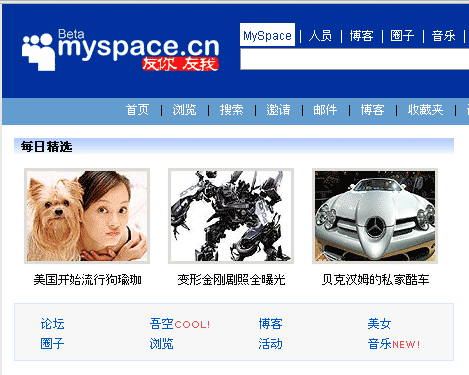 Beta
myspace.cn
友你 友我
MySpace | 人员 | 博客 | 圈子 | 音乐 |
首页 | 浏览 | 搜索 | 邀请 | 邮件 | 博客 | 收藏夹 |
每日精选
美国开始流行狗瑜珈 变形金刚剧照全曝光 贝克汉姆的私家酷车
论坛 吾空COOL! 博客 美女
圈子 浏览 活动 音乐NEW!